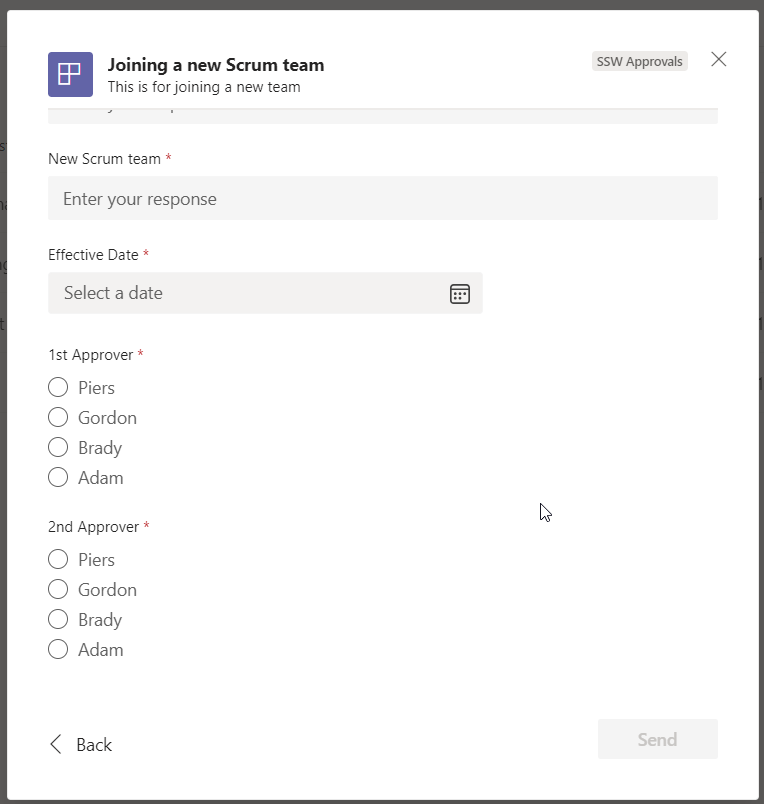 Joining a new Scrum team
SSW Approvals
This is for joining a new team
New Scrum team *
Enter your response
Effective Date *
Select a date
1st Approver *
Piers
Gordon
Brady
Adam
2nd Approver *
Piers
Gordon
Brady
Adam
Back
Send